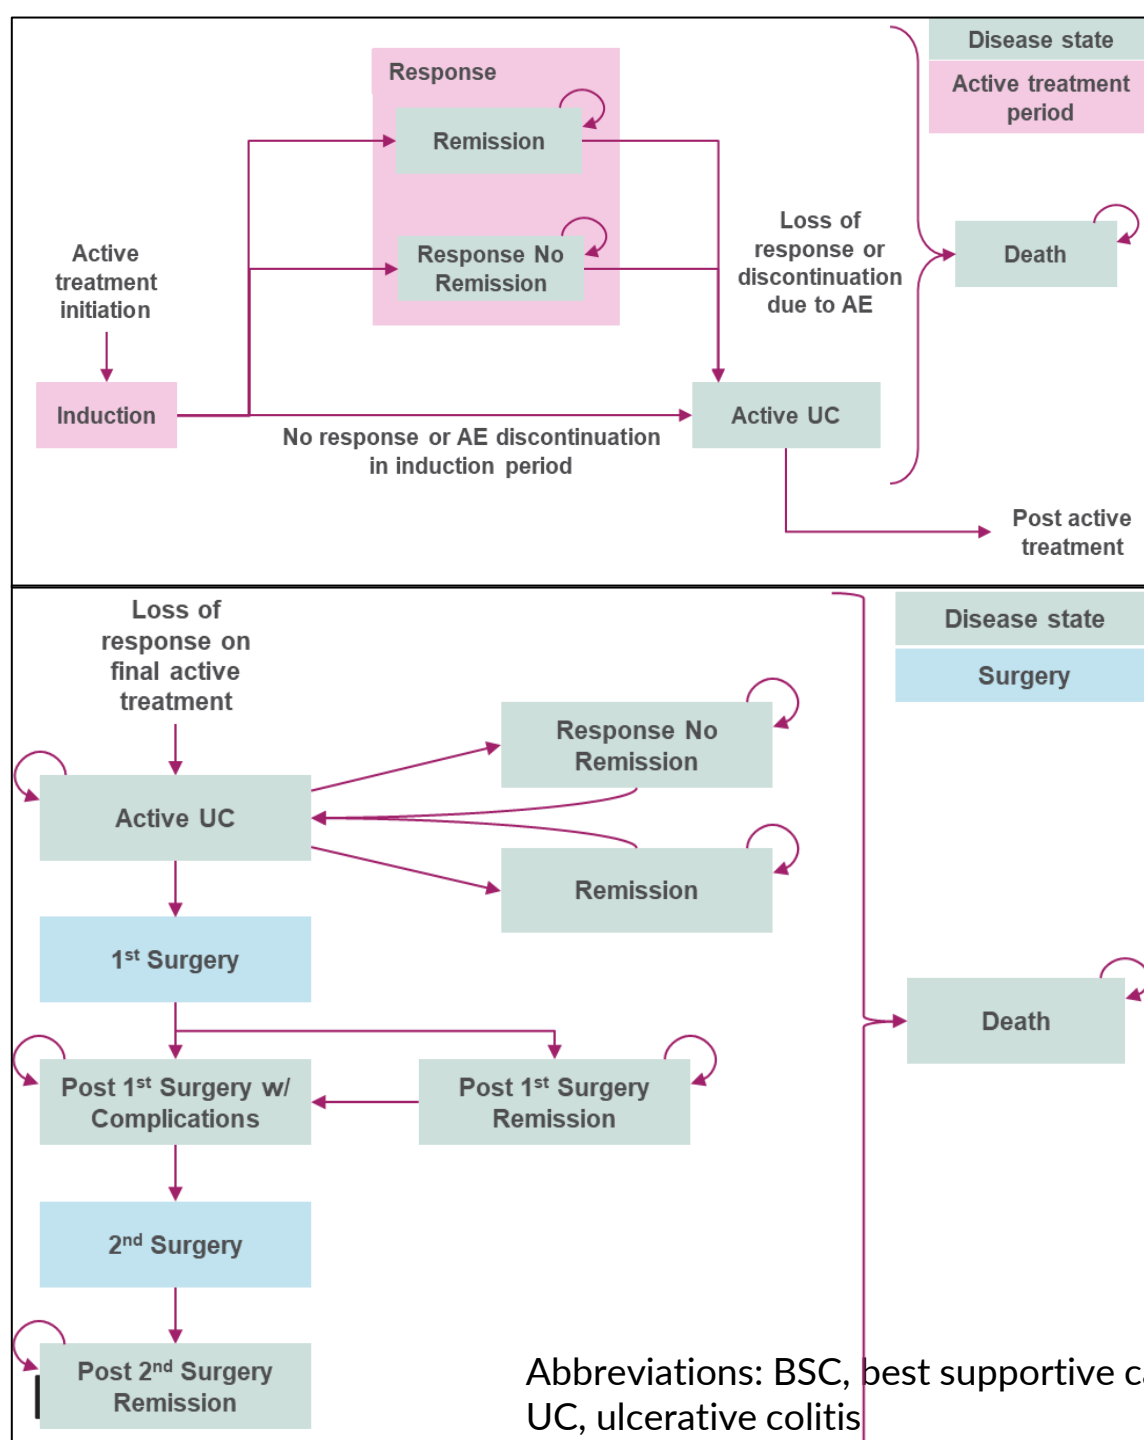 Disease state
Active treatment
period
Response
Remission
Response No
Remission
Active
treatment
initiation
Induction
Loss of
response or
discontinuation
due to AE
Death
Active UC
No response or AE discontinuation
in induction period
Post active
treatment
Loss of
response on
final active
treatment
Disease state
Surgery
Response No
Remission
Active UC
Remission
1st Surgery
Death
Post 1st Surgery w/
Complications
Post 1st Surgery
Remission
2nd Surgery
Post 2nd Surgery
Remission
Abbreviations: BSC, best supportive
UC, ulcerative colitis